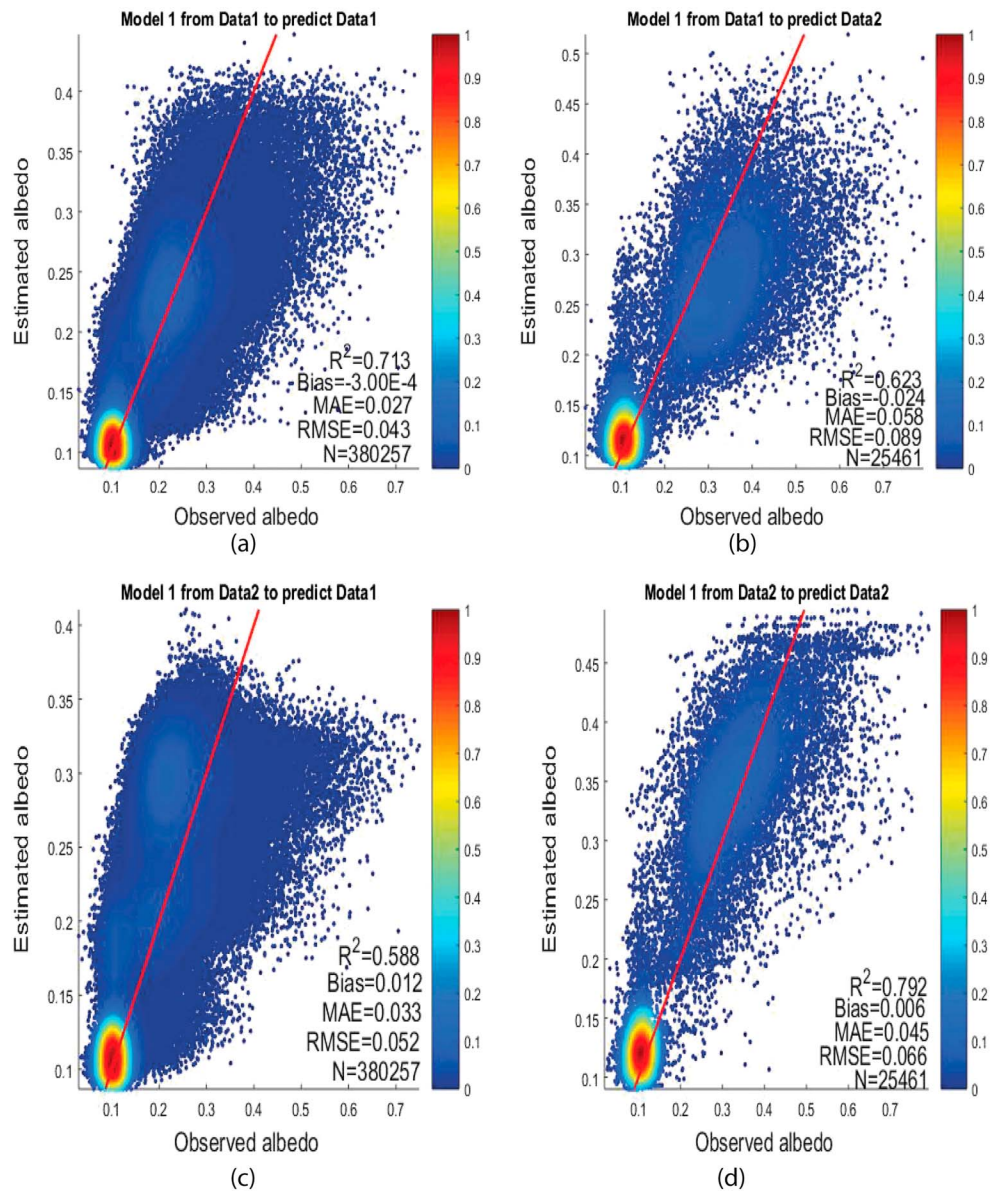 Model 1 from Data1 to predict Data1
Estimated albedo
0.4
0.35
0.3
0.25
0.2
0.15
0.1
R2=0.713
Bias=-3.00E-4
MAE=0.027
RMSE=0.043
N=380257
0.1 0.2 0.3 0.4 0.5 0.6 0.7
Observed albedo
1
0.9
0.8
0.7
0.6
0.5
0.4
0.3
0.2
0.1
0
(a)
Model 1 from Data1 to predict Data2
Estimated albedo
0.5
0.45
0.4
0.35
0.3
0.25
0.2
0.15
0.1
R2=0.623
Bias=-0.024
MAE=0.058
RMSE=0.089
N=25461
0.1 0.2 0.3 0.4 0.5 0.6 0.7
Observed albedo
1
0.9
0.8
0.7
0.6
0.5
0.4
0.3
0.2
0.1
0
(b)
Model 1 from Data2 to predict Data1
Estimated albedo
0.4
0.35
0.3
0.25
0.2
0.15
0.1
R2=0.588
Bias=0.012
MAE=0.033
RMSE=0.052
N=380257
0.1 0.2 0.3 0.4 0.5 0.6 0.7
Observed albedo
1
0.9
0.8
0.7
0.6
0.5
0.4
0.3
0.2
0.1
0
(c)
Model 1 from Data2 to predict Data2
Estimated albedo
0.45
0.4
0.35
0.3
0.25
0.2
0.15
0.1
R2=0.792
Bias=0.006
MAE=0.045
RMSE=0.066
N=25461
0.1 0.2 0.3 0.4 0.5 0.6 0.7
Observed albedo
1
0.9
0.8
0.7
0.6
0.5
0.4
0.3
0.2
0.1
0
(d)